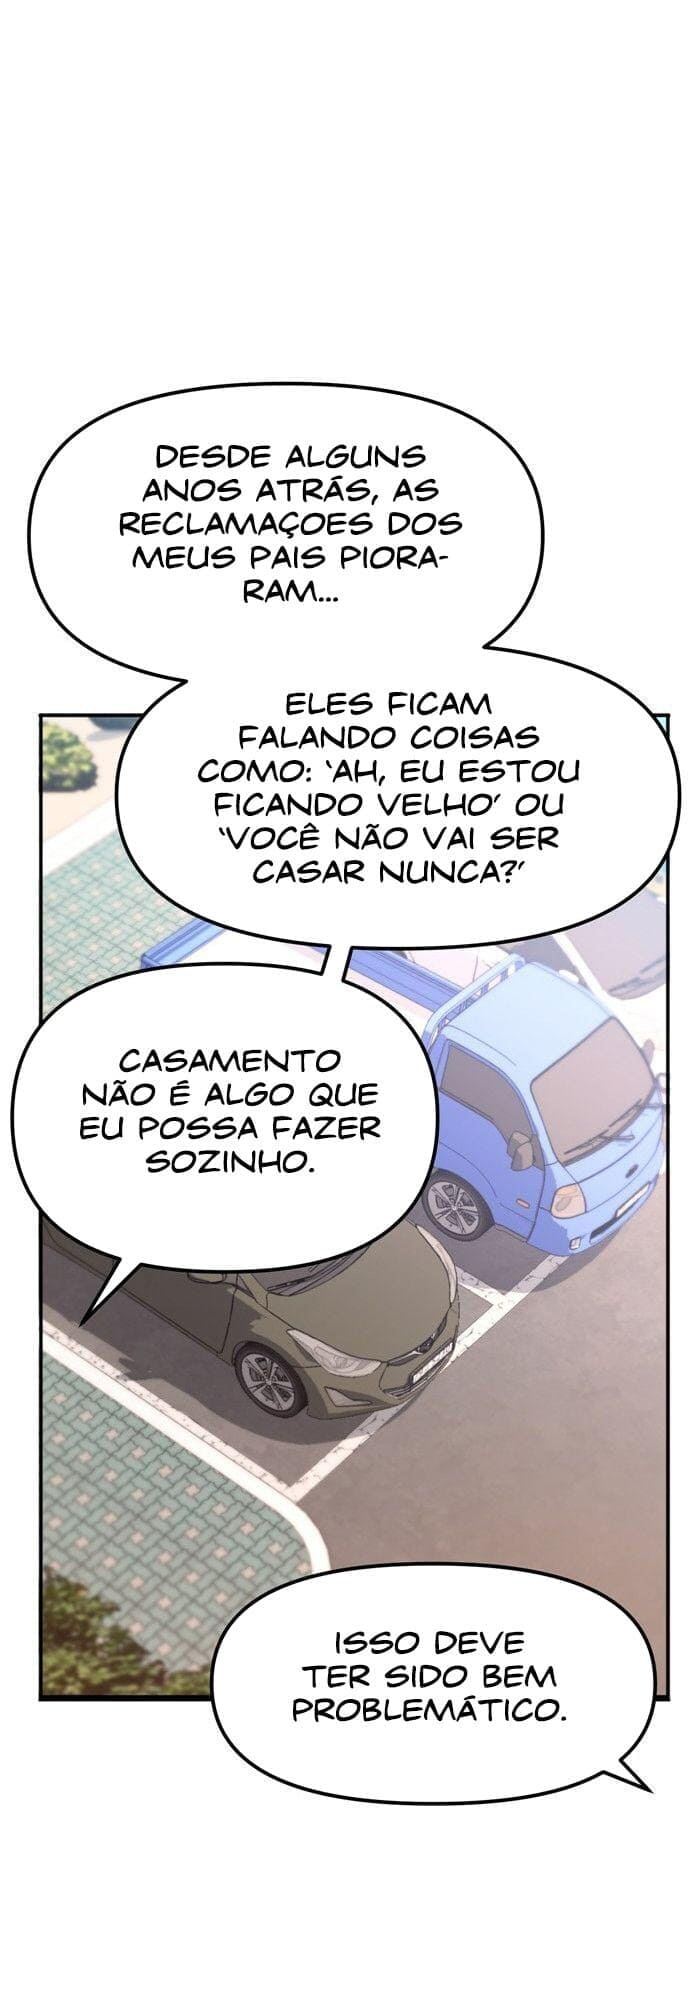 DESDE ALGUNS
ANOS ATRÁS, AS
RECLAMAÇOES DOS
MEUS PAIS PIORA-
RAM...
ELES FICAM
FALANDO COISAS
COMO: 'AH, EU ESTOU
FICANDO VELHO' OU
'VOCÊ NÃO VAI SER
CASAR NUNCA?'
CASAMENTO
NÃO É ALGO QUE
EU POSSA FAZER
SOZINHO.
ISSO DEVE
TER SIDO BEM
PROBLEMÁTICO.